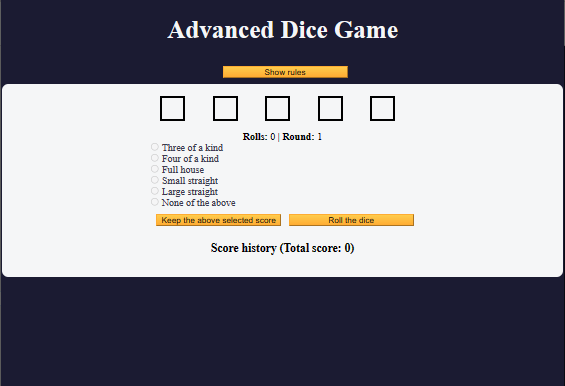 Advanced Dice Game
Show rules
Rolls: 0 | Round: 1
Three of a kind
Four of a kind
Full house
Small straight
Large straight
None of the above
Keep the above selected score Roll the dice
Score history (Total score: 0)